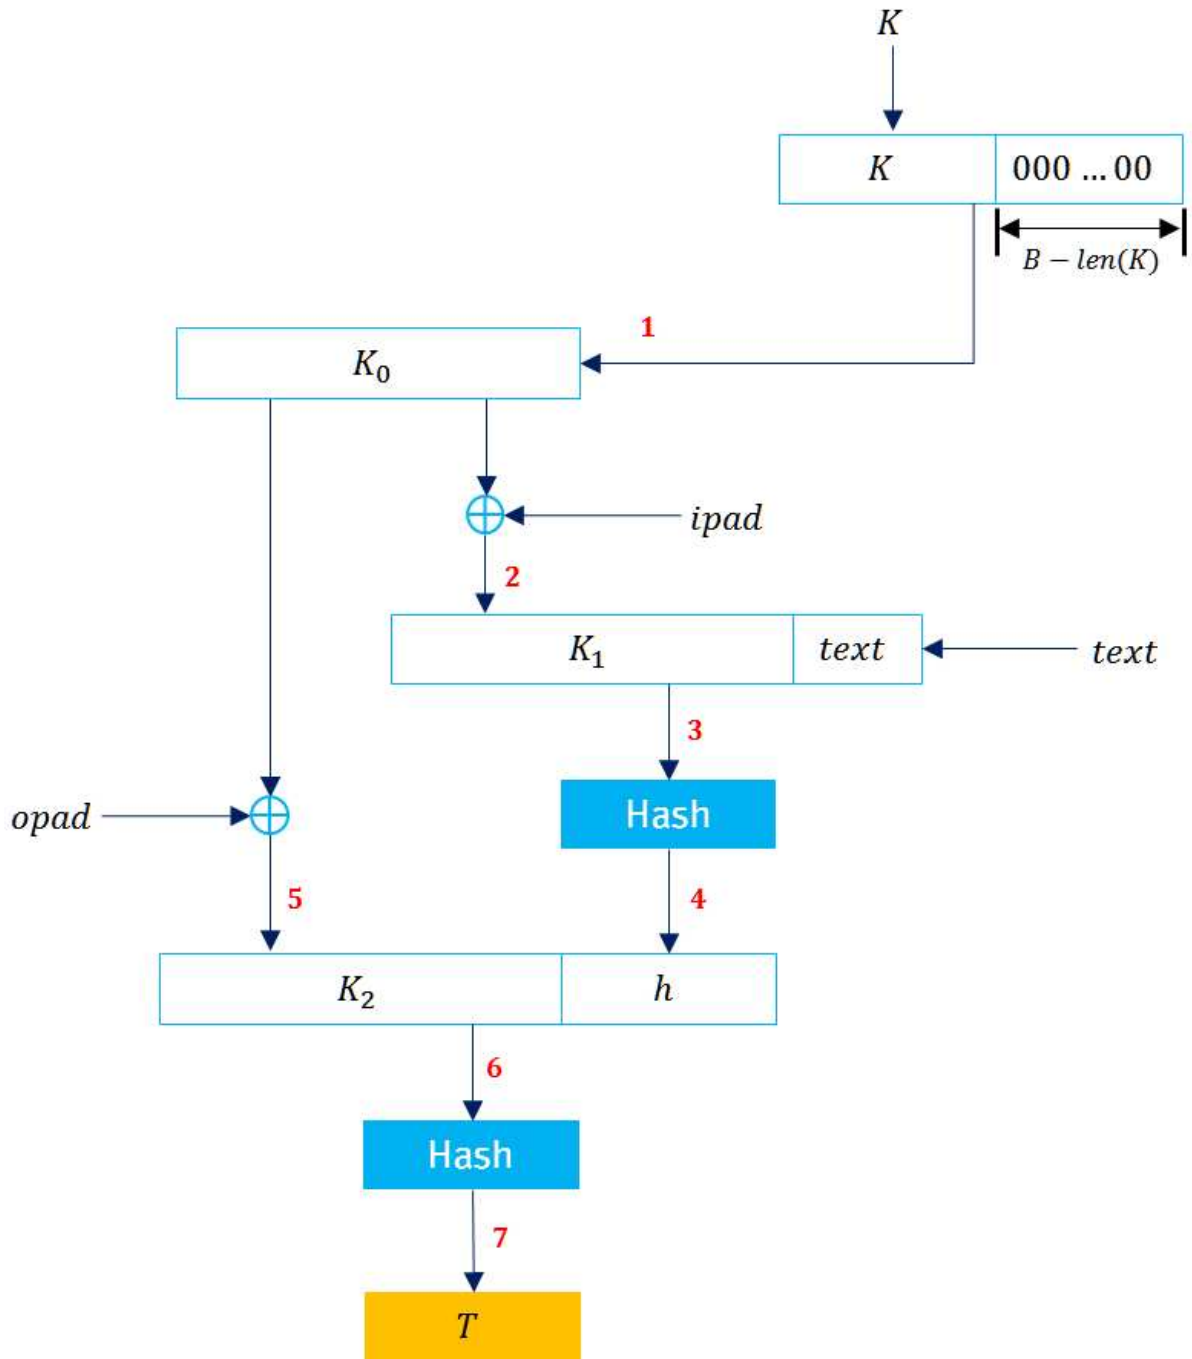 K
K 000 ... 00
B − len(K)
1
K₀
ipad
2
K₁ text text
3
Hash
opad
5 4
K₂ h
6
Hash
7
T